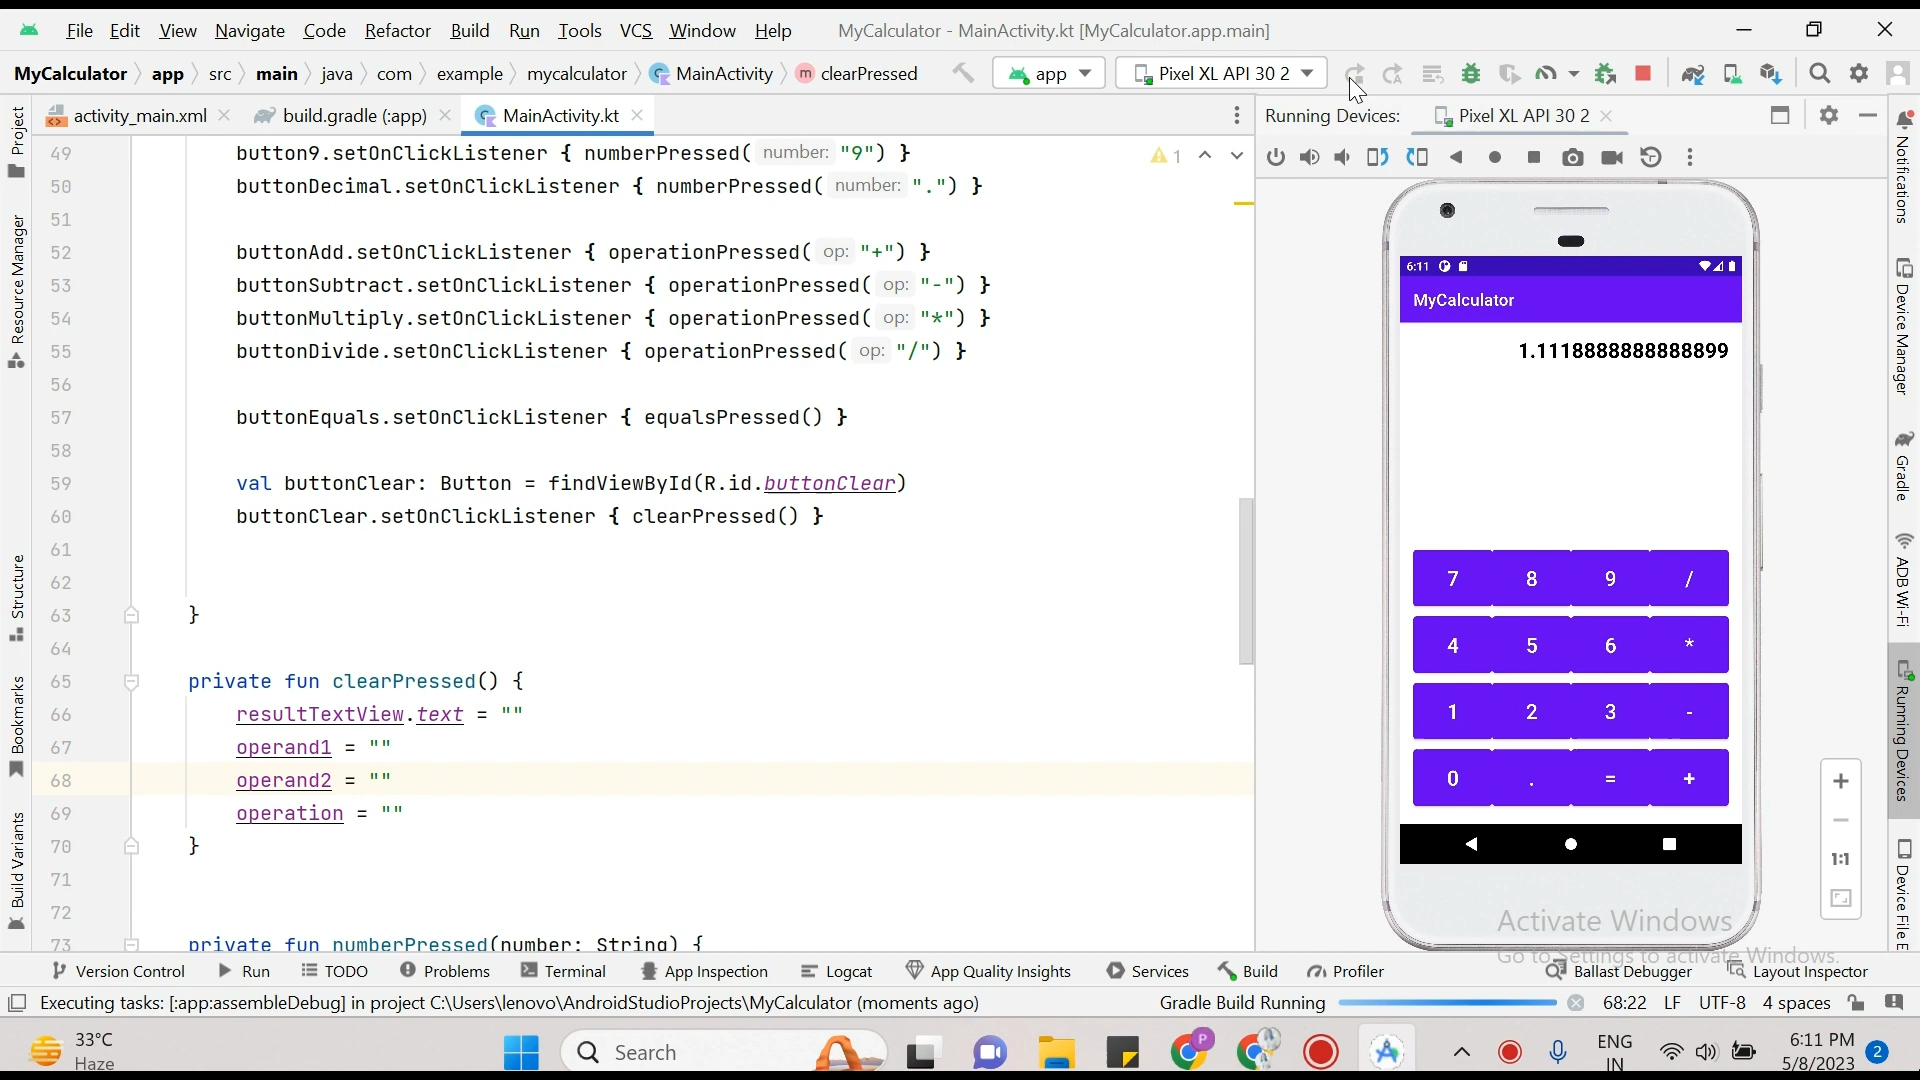 File Edit View Navigate Code Refactor Build Run Tools VCS Window Help MyCalculator - MainActivity.kt [MyCalculator.app.main]
MyCalculator app src main java com example mycalculator MainActivity m clearPressed app Pixel XL API 30 2
activity_main.xml build.gradle (:app) MainActivity.kt Running Devices: Pixel XL API 30 2
Project
Resource Manager
Structure
Bookmarks
Build Variants
49 button9.setOnClickListener { numberPressed( number: "9") } 1
50 buttonDecimal.setOnClickListener { numberPressed( number: ".") }
51
52 buttonAdd.setOnClickListener { operationPressed( op: "+") }
53 buttonSubtract.setOnClickListener { operationPressed( op: "-") }
54 buttonMultiply.setOnClickListener { operationPressed( op: "*") }
55 buttonDivide.setOnClickListener { operationPressed( op: "/") }
56
57 buttonEquals.setOnClickListener { equalsPressed() }
58
59 val buttonClear: Button = findViewById(R.id.buttonClear)
60 buttonClear.setOnClickListener { clearPressed() }
61
62
63 }
64
65 private fun clearPressed() {
66 resultTextView.text = ""
67 operand1 = ""
68 operand2 = ""
69 operation = ""
70 }
71
72
73 private fun numberPressed(number: String) {
6:11
MyCalculator
1.1118888888888899
7 8 9 /
4 5 6 *
1 2 3 -
0 . = +
+
-
1:1
Notifications
Device Manager
Gradle
ADB Wi-Fi
Running Devices
Device File E
Activate Windows
Go to Settings to activate Windows.
Version Control Run TODO Problems Terminal App Inspection Logcat App Quality Insights Services Build Profiler Ballast Debugger Layout Inspector
Executing tasks: [:app:assembleDebug] in project C:\Users\lenovo\AndroidStudioProjects\MyCalculator (moments ago) Gradle Build Running 68:22 LF UTF-8 4 spaces
33°C
Haze
Search
P
ENG
IN
6:11 PM
5/8/2023
2